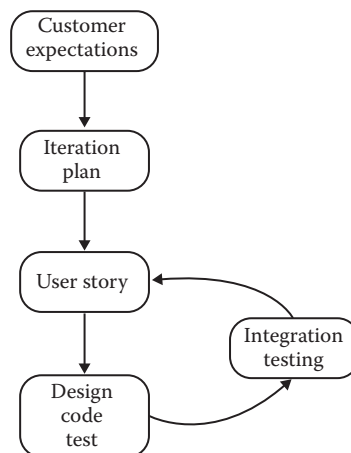 Customer
expectations
Iteration
plan
User story
Integration
testing
Design
code
test